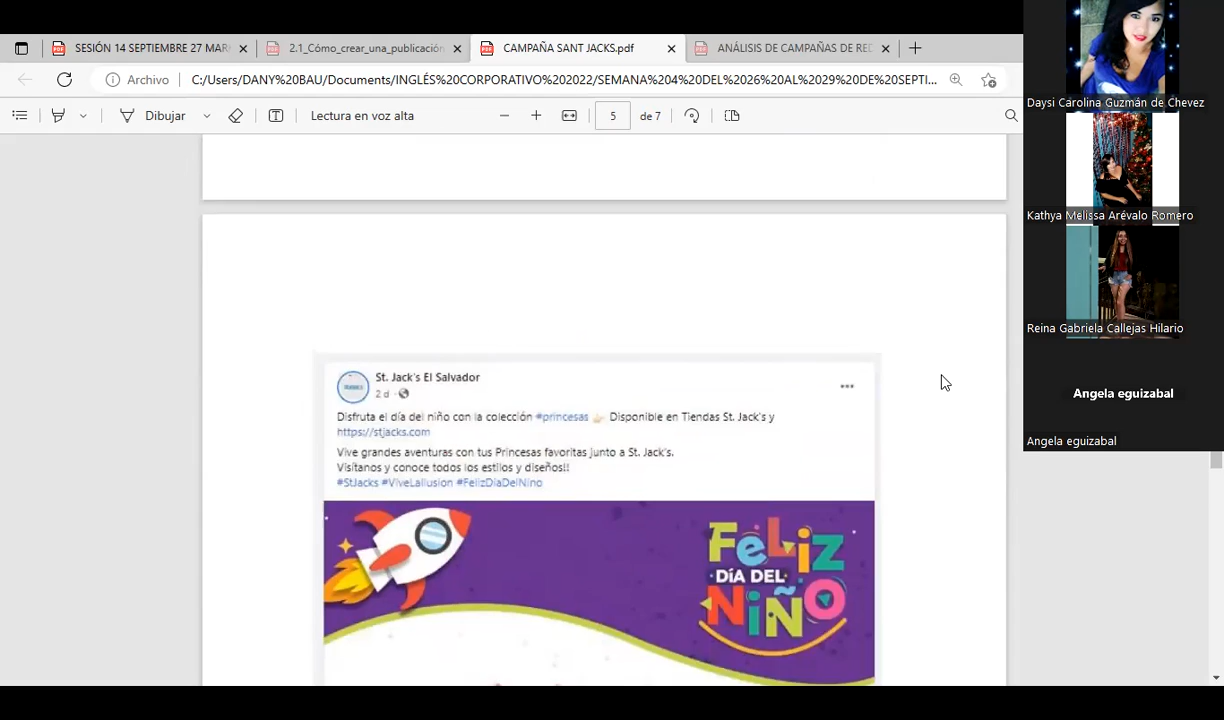 SESIÓN 14 SEPTIEMBRE 27 MAR
2.1_Cómo_crear_una_publicación
CAMPAÑA SANT JACKS.pdf
ANÁLISIS DE CAMPAÑAS DE RED
Archivo
C:/Users/DANY%20BAU/Documents/INGLÉS%20CORPORATIVO%202022/SEMANA%204%20DEL%2026%20AL%2029%20DE%20SEPTI...
Dibujar
Lectura en voz alta
5
de 7
St. Jack's El Salvador
2 d
Disfruta el día del niño con la colección #princesas Disponible en Tiendas St. Jack's y
https://stjacks.com
Vive grandes aventuras con tus Princesas favoritas junto a St. Jack's.
Visítanos y conoce todos los estilos y diseños!!
#StJacks #ViveLaIlusion #FelizDíaDelNino
FeLiZ
DÍA DEL
NIÑO
Daysi Carolina Guzmán de Chevez
Kathya Melissa Arévalo Romero
Reina Gabriela Callejas Hilario
Angela eguizabal
Angela eguizabal